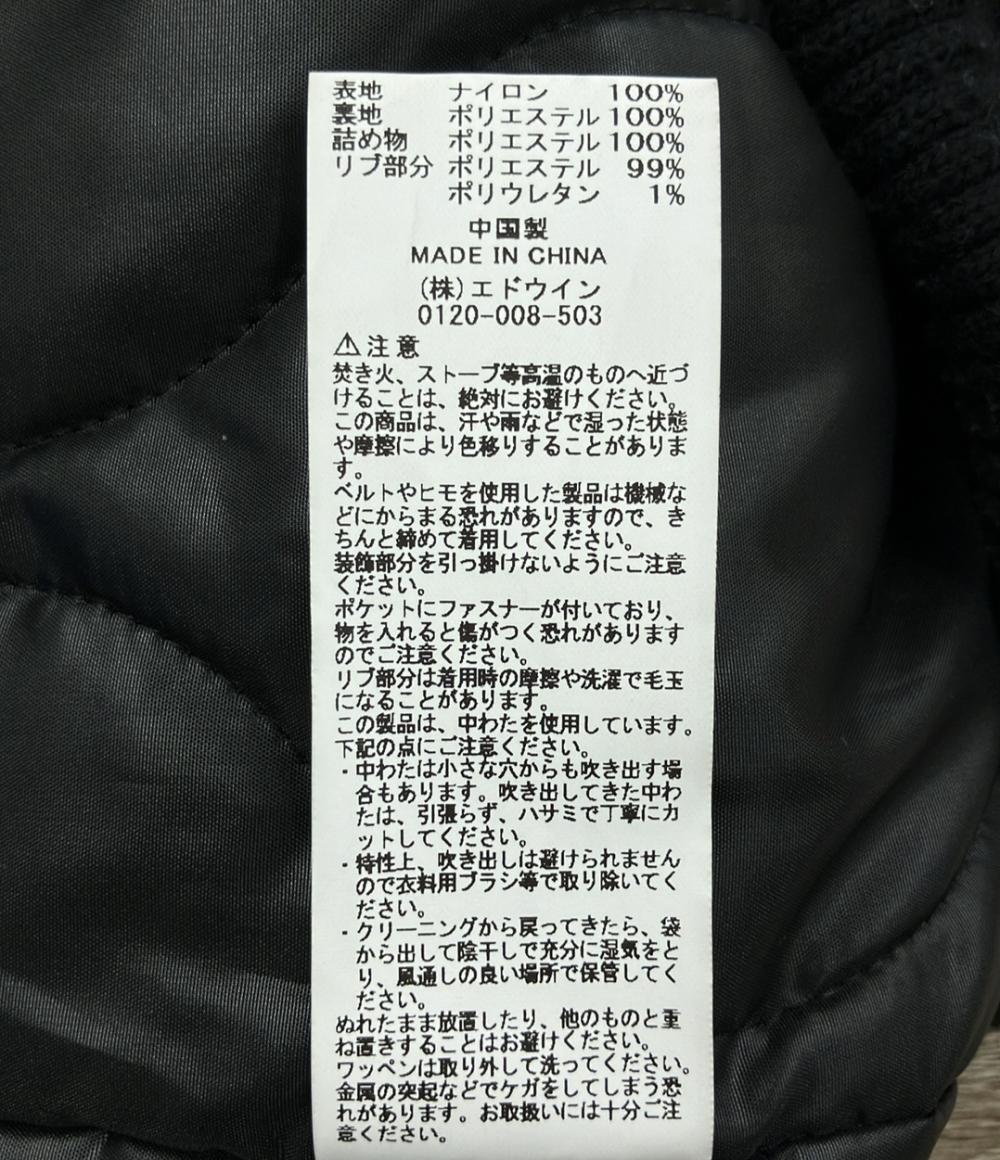 表地 ナイロン 100%
裏地 ポリエステル 100%
詰め物 ポリエステル 100%
リブ部分 ポリエステル 99%
ポリウレタン 1%
中国製
MADE IN CHINA
(株)エドウイン
0120-008-503
⚠注意
焚き火、ストーブ等高温のものへ近づ
けることは、絶対にお避けください。
この商品は、汗や雨などで湿った状態
や摩擦により色移りすることがありま
す。
ベルトやヒモを使用した製品は機械な
どにからまる恐れがありますので、き
ちんと締めて着用してください。
装飾部分を引っ掛けないようにご注意
ください。
ポケットにファスナーが付いており、
物を入れると傷がつく恐れがあります
のでご注意ください。
リブ部分は着用時の摩擦や洗濯で毛玉
になることがあります。
この製品は、中わたを使用しています。
下記の点にご注意ください。
・中わたは小さな穴からも吹き出す場
合もあります。吹き出してきた中わ
たは、引張らず、ハサミで丁寧にカ
ットしてください。
・特性上、吹き出しは避けられません
ので衣料用ブラシ等で取り除いてく
ださい。
・クリーニングから戻ってきたら、袋
から出して陰干しで充分に湿気をと
り、風通しの良い場所で保管してく
ださい。
ぬれたまま放置したり、他のものと重
ね置きすることはお避けください。
ワッペンは取り外して洗ってください。
金属の突起などでケガをしてしまう恐
れがあります。お取扱いには十分ご注
意ください。